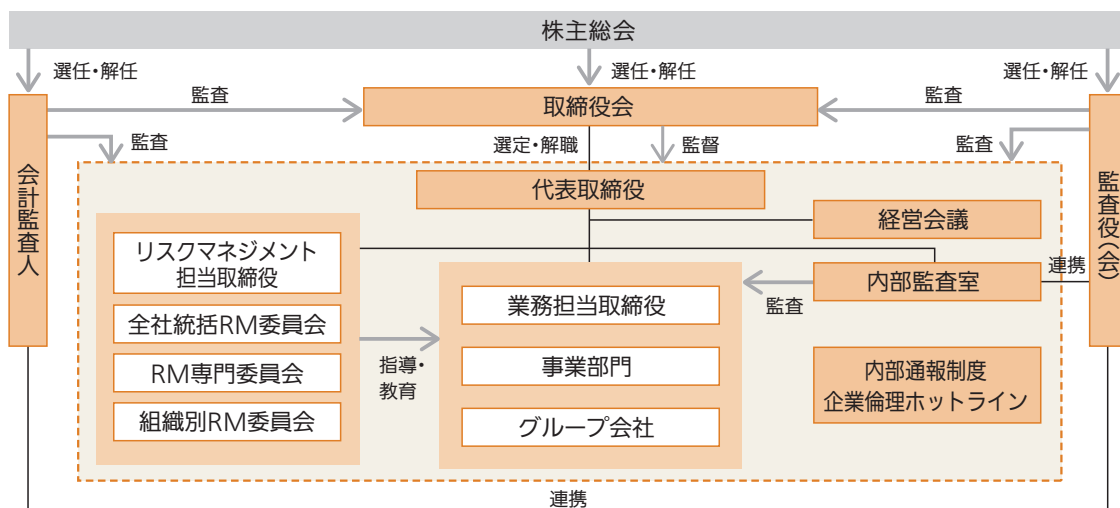 株主総会
選任・解任
選任・解任
選任・解任
監査
取締役会
監査
監査
選定・解職
監督
監査
会計監査人
代表取締役
監査役(会)
経営会議
リスクマネジメント
担当取締役
内部監査室
連携
業務担当取締役
監査
全社統括RM委員会
指導・
教育
事業部門
RM専門委員会
内部通報制度
企業倫理ホットライン
組織別RM委員会
グループ会社
連携